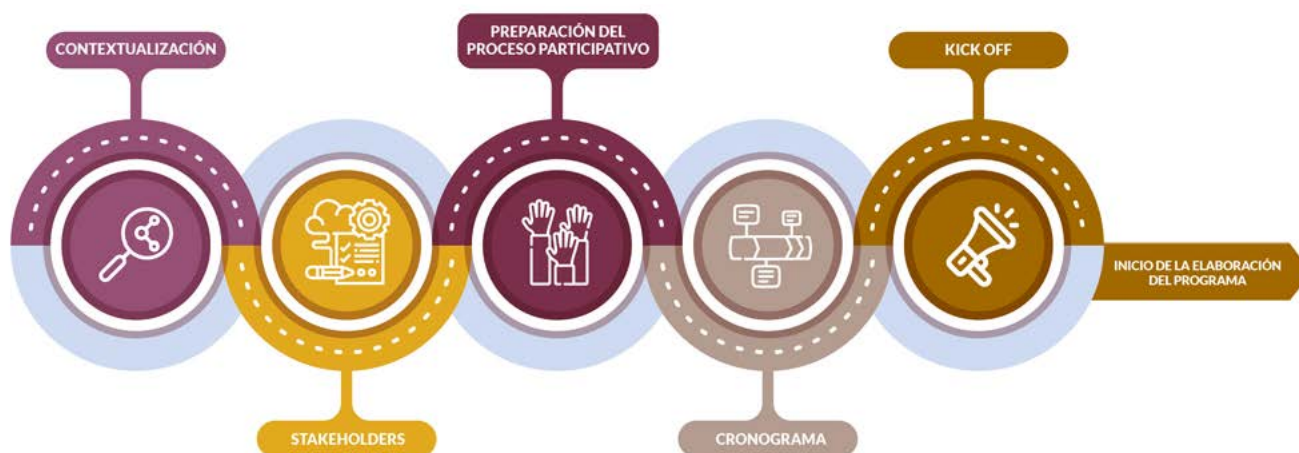 CONTEXTUALIZACIÓN
STAKEHOLDERS
PREPARACIÓN DEL
PROCESO PARTICIPATIVO
CRONOGRAMA
KICK OFF
INICIO DE LA ELABORACIÓN
DEL PROGRAMA